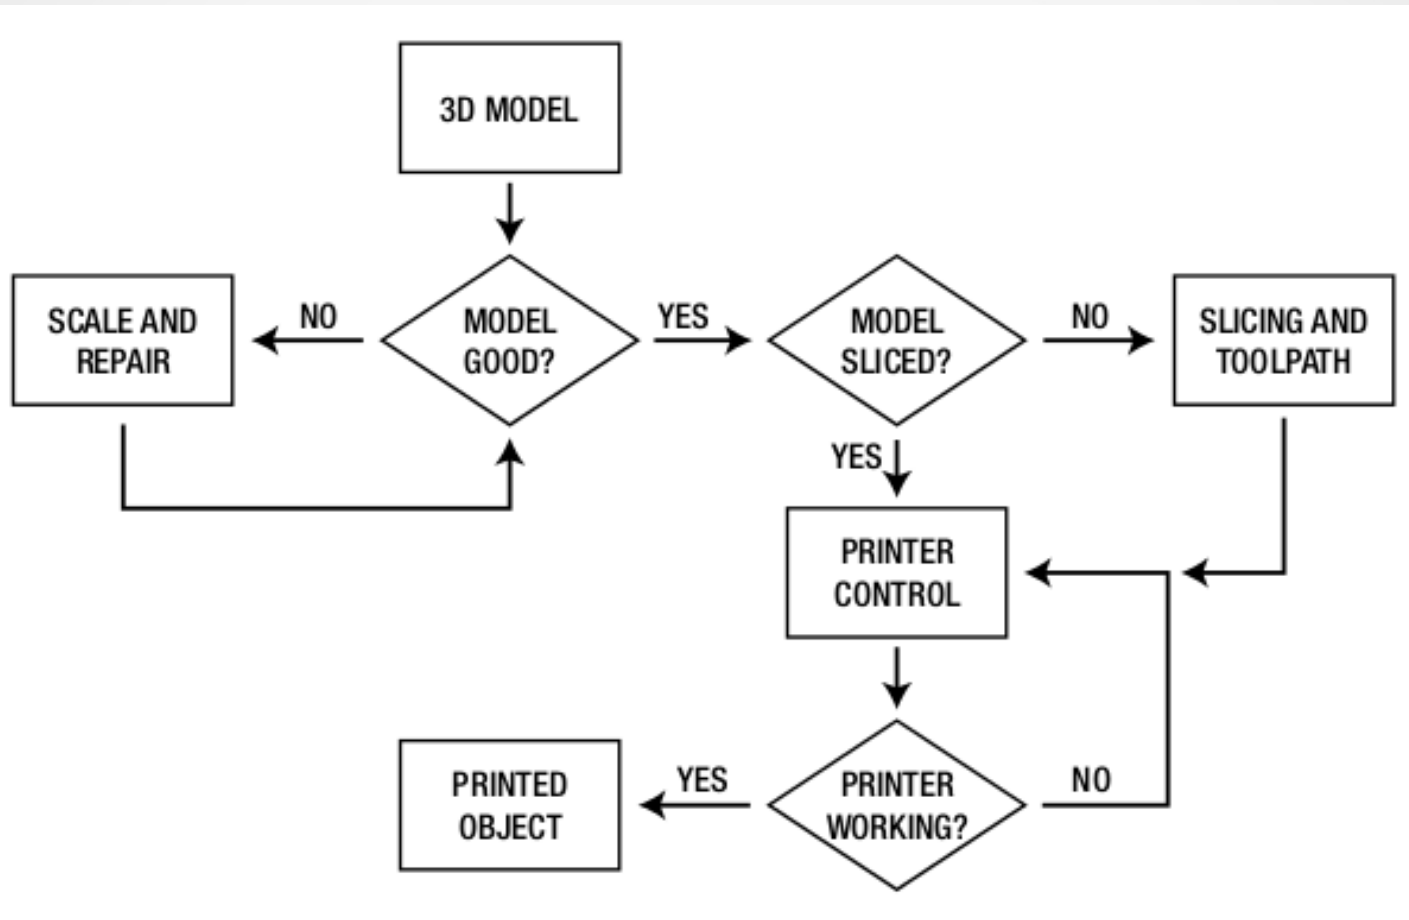 3D MODEL
SCALE AND
REPAIR
NO
MODEL
GOOD?
YES
MODEL
SLICED?
NO
SLICING AND
TOOLPATH
YES
PRINTER
CONTROL
PRINTED
OBJECT
YES
PRINTER
WORKING?
NO